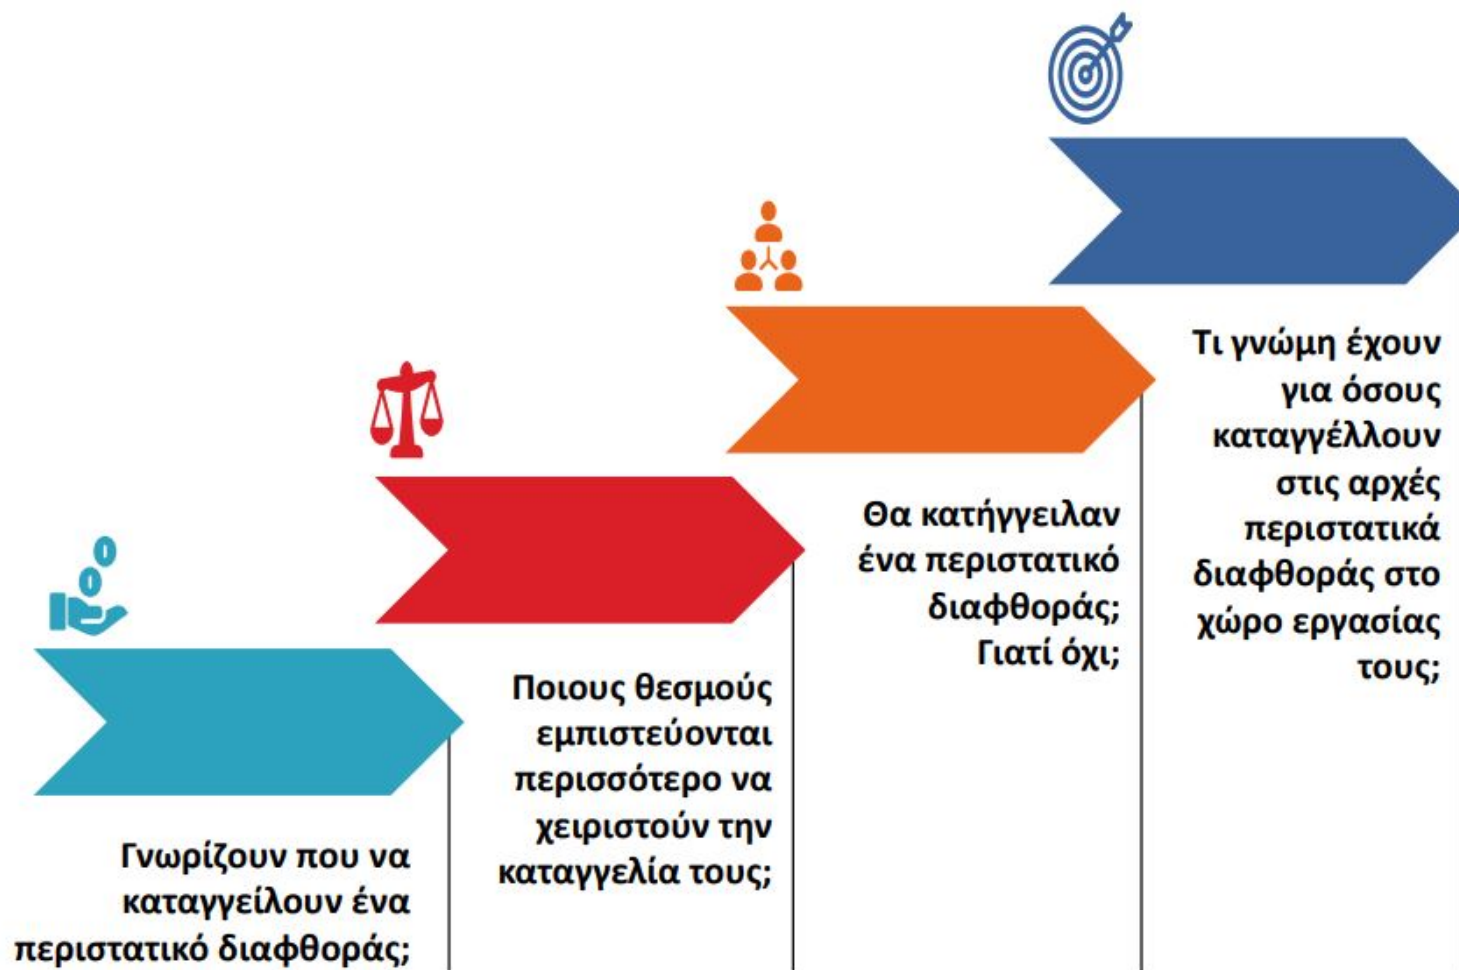 Γνωρίζουν που να
καταγγείλουν ένα
περιστατικό διαφθοράς;
Ποιους θεσμούς
εμπιστεύονται
περισσότερο να
χειριστούν την
καταγγελία τους;
Θα κατήγγειλαν
ένα περιστατικό
διαφθοράς;
Γιατί όχι;
Τι γνώμη έχουν
για όσους
καταγγέλλουν
στις αρχές
περιστατικά
διαφθοράς στο
χώρο εργασίας
τους;